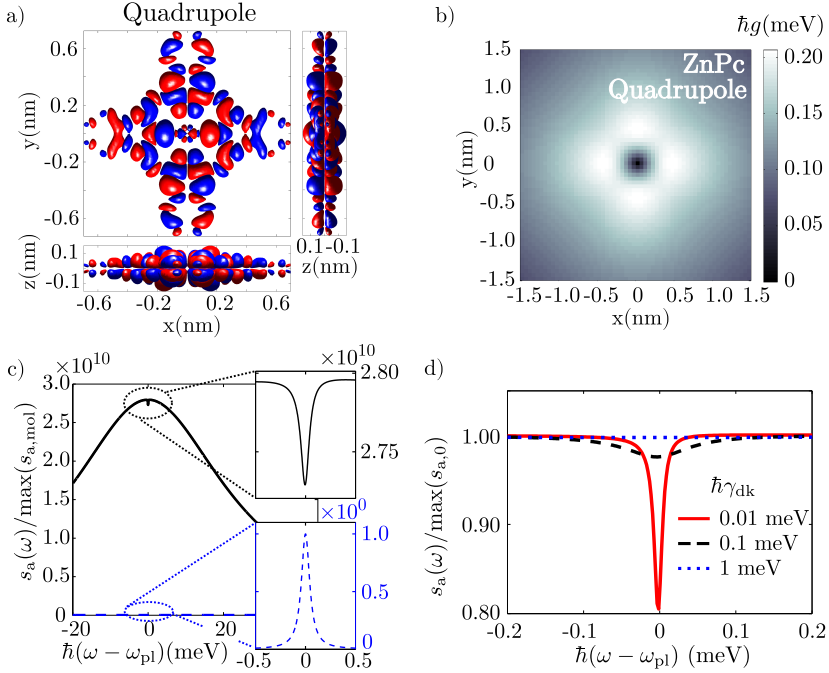 a)
Quadrupole
y(nm)
0.6
0.2
-0.2
-0.6
z(nm)
0.1
-0.1
-0.6
-0.2
0.2
0.6
x(nm)
0.1
-0.1
z(nm)
b)
ħg(meV)
ZnPc
Quadrupole
y(nm)
1.5
1.0
0.5
0
-0.5
-1.0
-1.5
-1.5
-1.0
-0.5
0
0.5
1.0
1.5
x(nm)
0.20
0.15
0.10
0.05
0
c)
×10¹⁰
s_a(ω)/max(s_a,mol)
3.0
2.5
2.0
1.5
1.0
0.5
0
-20
0
20
ħ(ω − ω_pl)(meV)
×10¹⁰
2.80
2.75
×10⁰
1.0
0.5
0
-0.5
0
0.5
d)
s_a(ω)/max(s_a,0)
1.00
0.90
0.80
ħγ_dk
0.01 meV
0.1 meV
1 meV
-0.2
-0.1
0
0.1
0.2
ħ(ω − ω_pl) (meV)